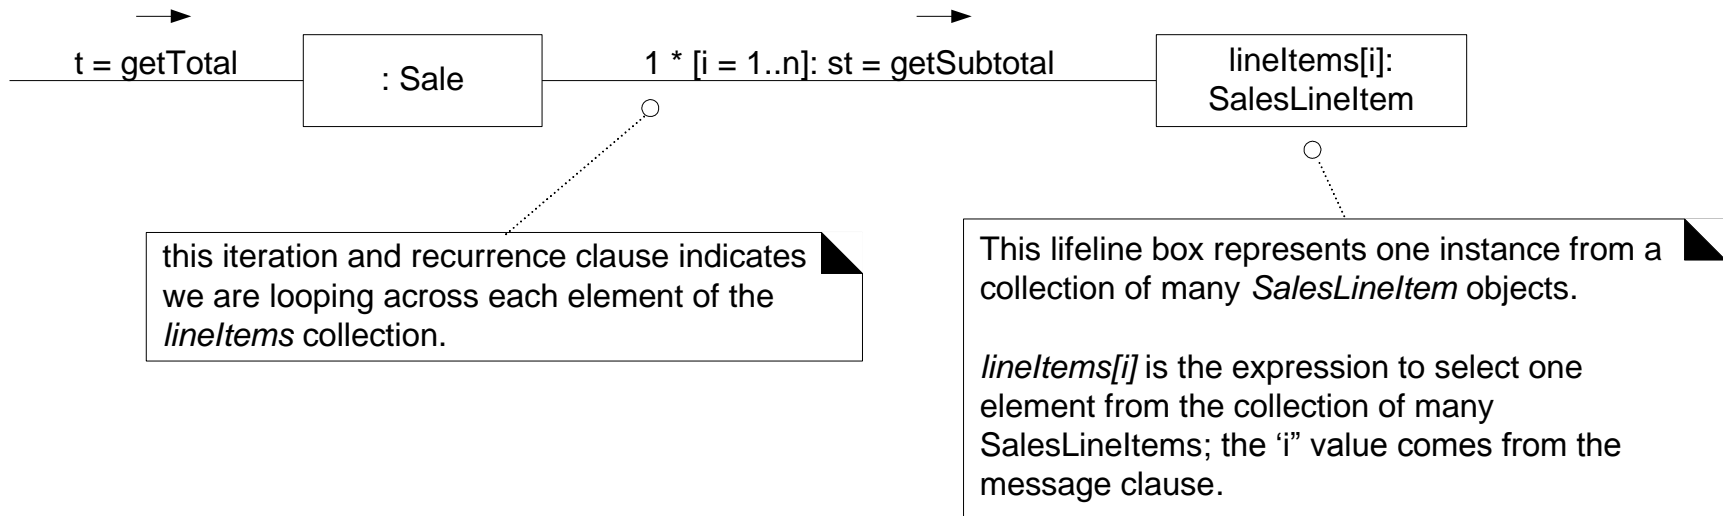 t = getTotal
: Sale
1 * [i = 1..n]: st = getSubtotal
lineItems[i]:
SalesLineItem
this iteration and recurrence clause indicates
we are looping across each element of the
lineItems collection.
This lifeline box represents one instance from a
collection of many SalesLineItem objects.
lineItems[i] is the expression to select one
element from the collection of many
SalesLineItems; the ‘i” value comes from the
message clause.